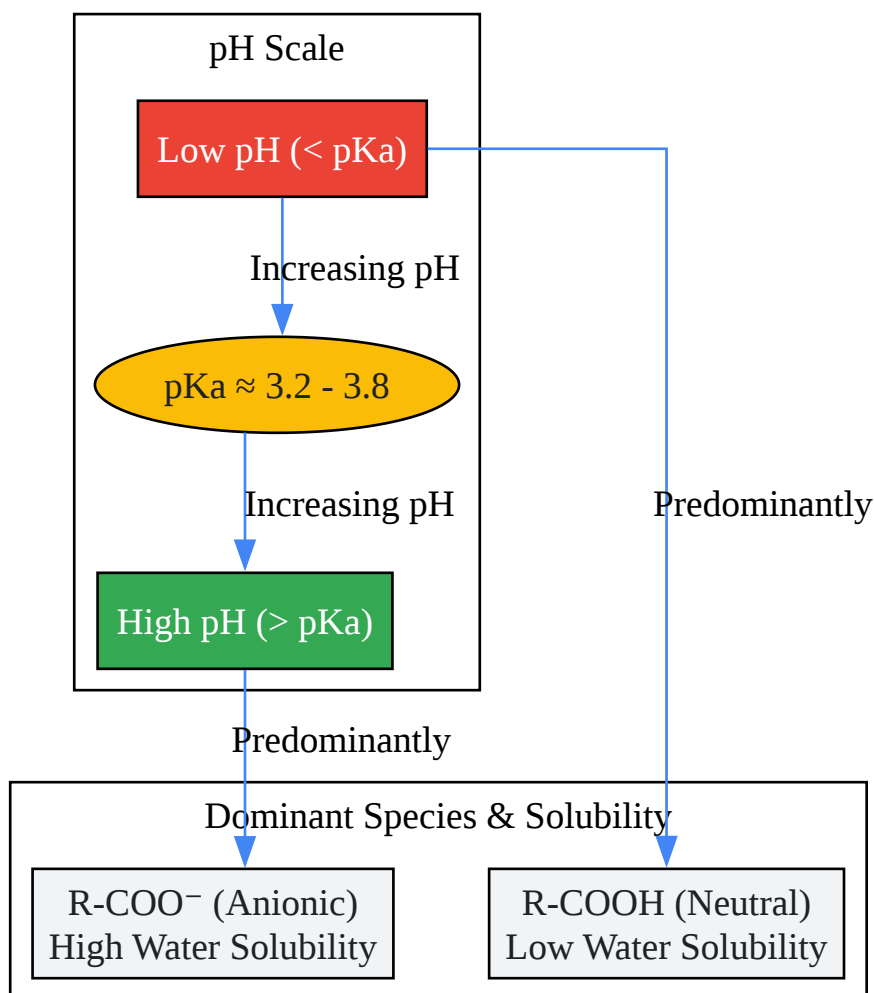 pH Scale
Low pH (< pKa)
Increasing pH
pKa ≈ 3.2 - 3.8
Increasing pH
Predominantly
High pH (> pKa)
Predominantly
Dominant Species & Solubility
R-COO⁻ (Anionic)
High Water Solubility
R-COOH (Neutral)
Low Water Solubility